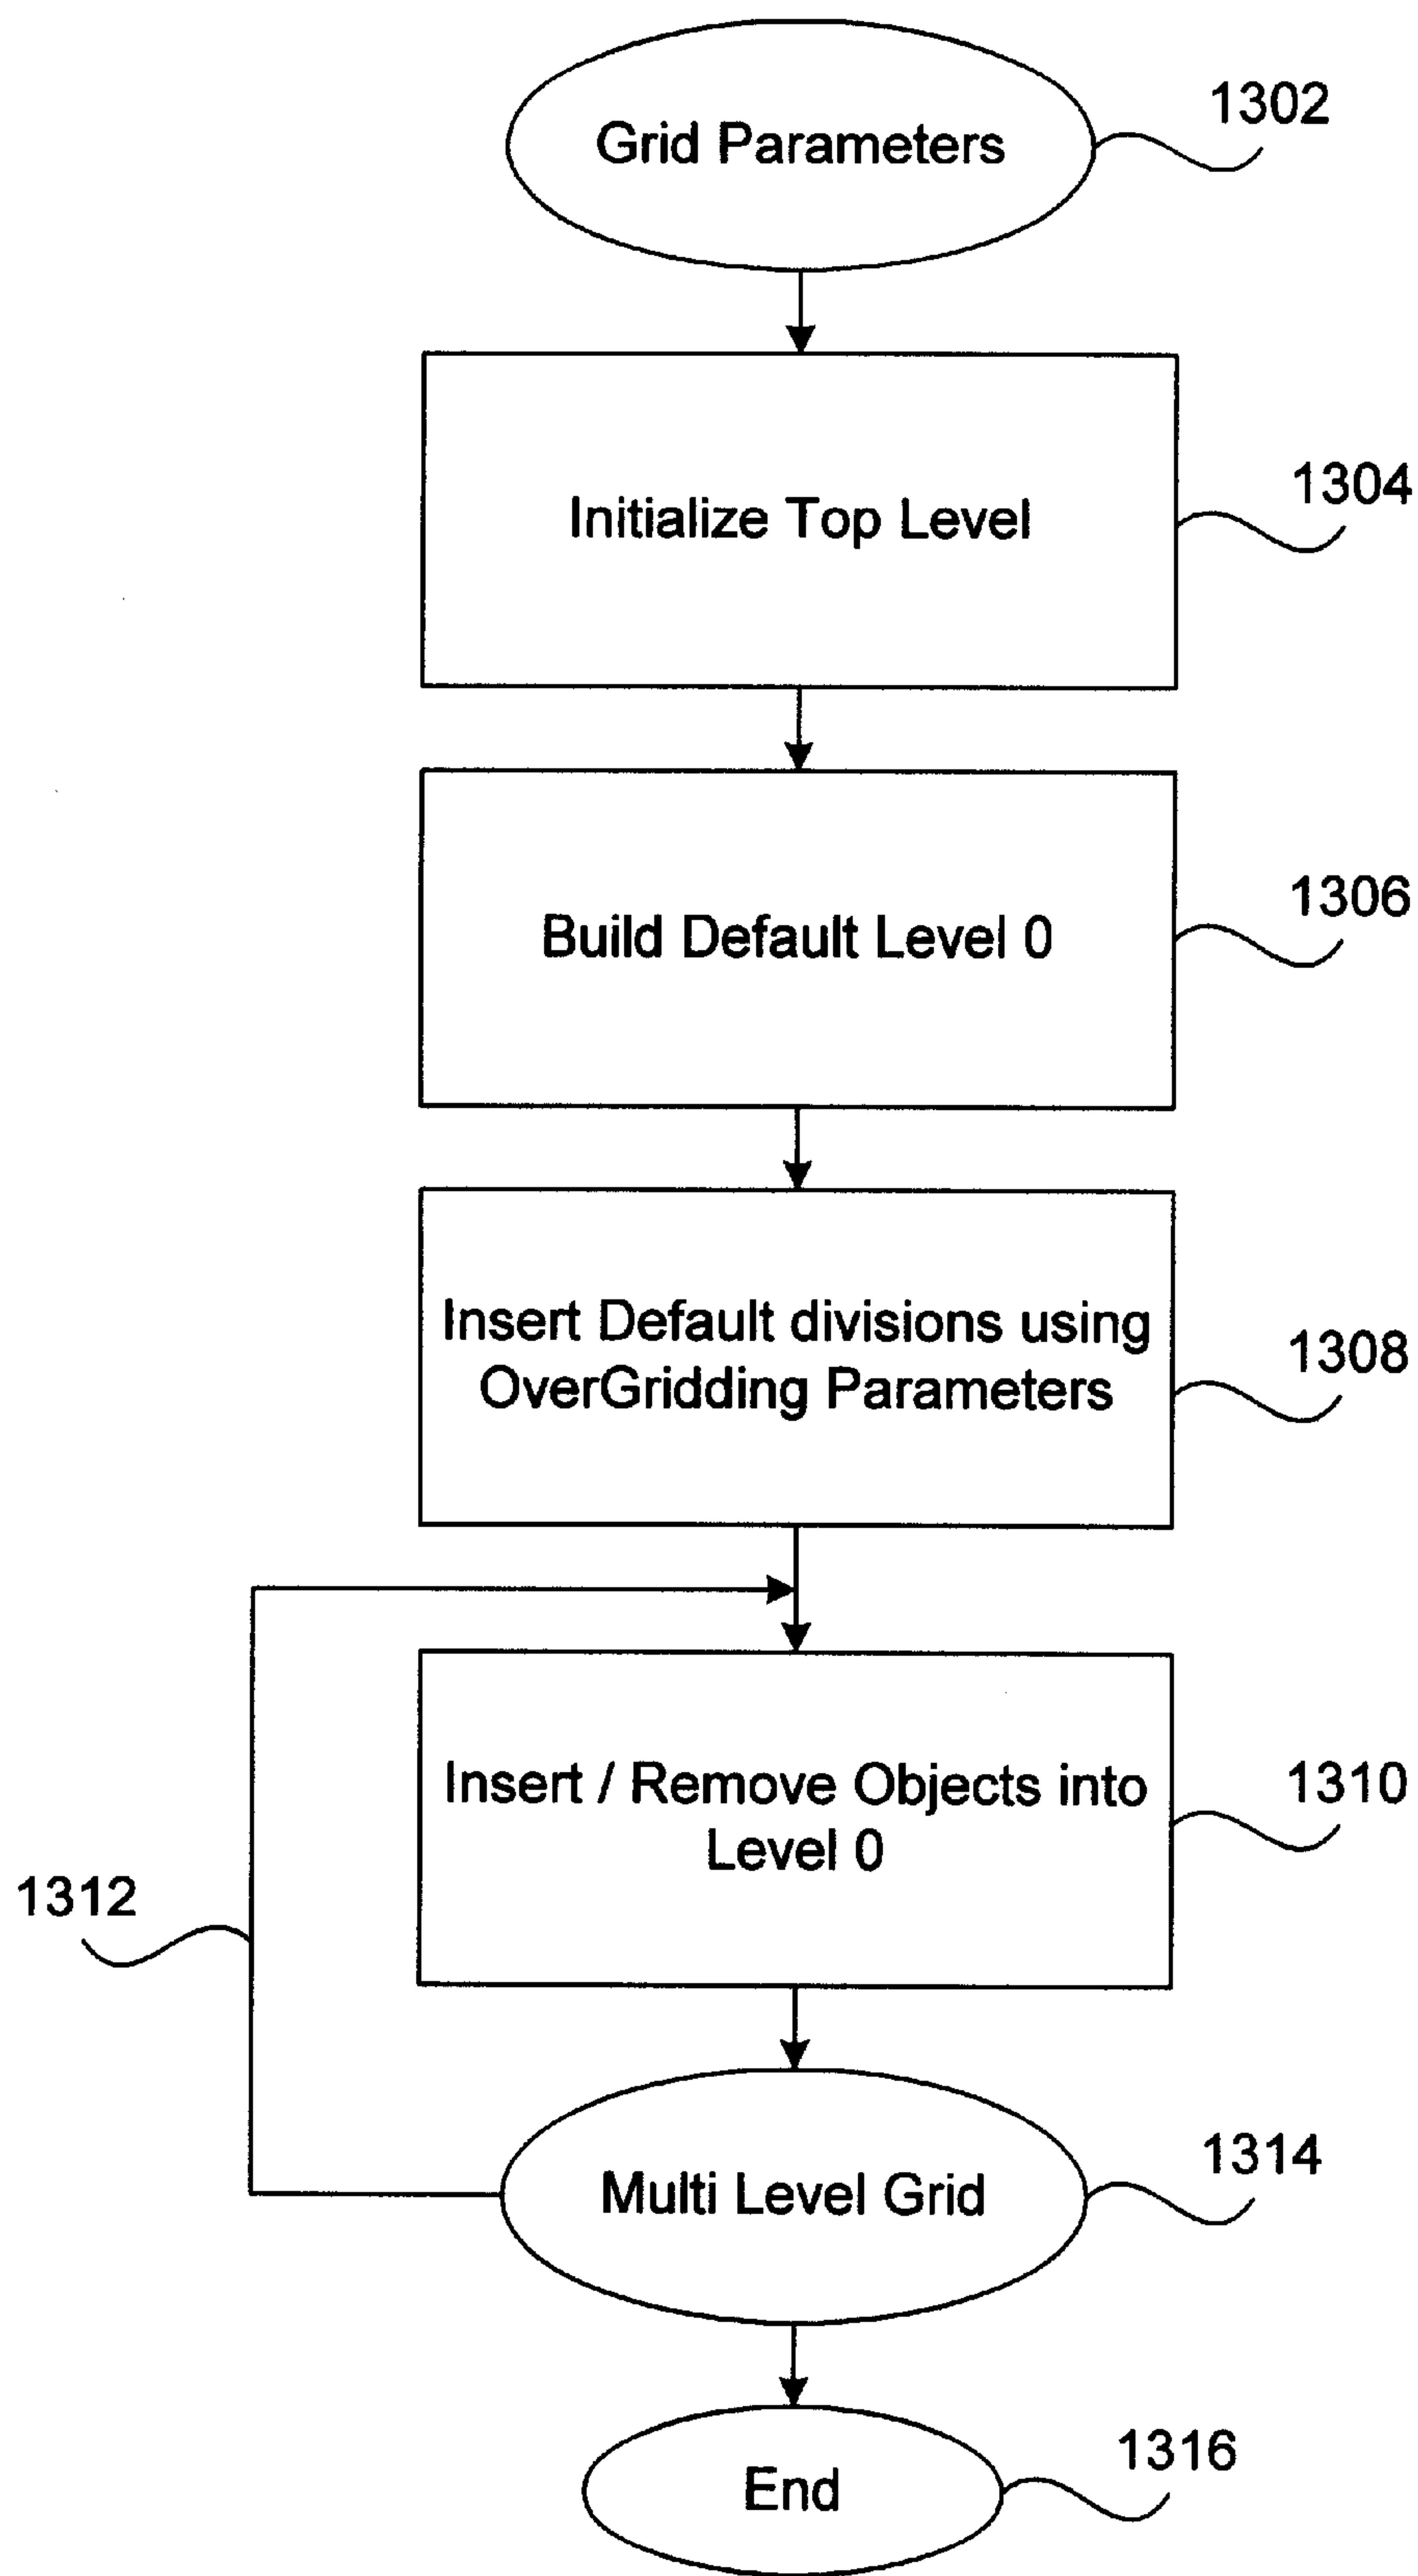 Grid Parameters
1302
Initialize Top Level
1304
Build Default Level 0
1306
Insert Default divisions using
OverGridding Parameters
1308
Insert / Remove Objects into
Level 0
1310
1312
Multi Level Grid
1314
End
1316